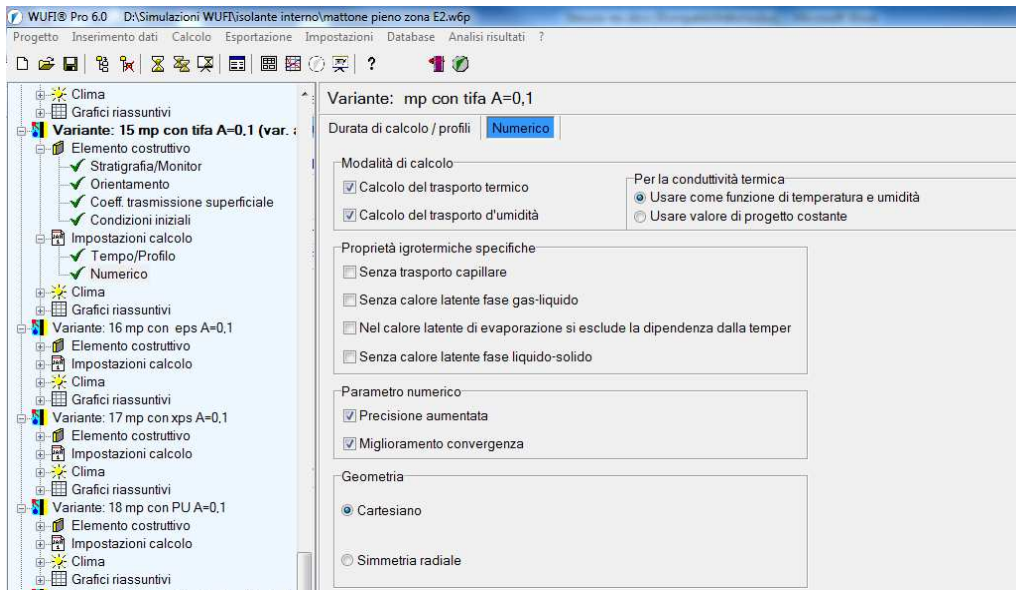 WUFI® Pro 6.0 D:\Simulazioni WUFI\isolante interno\mattone pieno zona E2.w6p
Progetto Inserimento dati Calcolo Esportazione Impostazioni Database Analisi risultati ?
Clima
Grafici riassuntivi
Variante: 15 mp con tifa A=0,1 (var. a
Elemento costruttivo
Stratigrafia/Monitor
Orientamento
Coeff. trasmissione superficiale
Condizioni iniziali
Impostazioni calcolo
Tempo/Profilo
Numerico
Clima
Grafici riassuntivi
Variante: 16 mp con eps A=0,1
Elemento costruttivo
Impostazioni calcolo
Clima
Grafici riassuntivi
Variante: 17 mp con xps A=0,1
Elemento costruttivo
Impostazioni calcolo
Clima
Grafici riassuntivi
Variante: 18 mp con PU A=0,1
Elemento costruttivo
Impostazioni calcolo
Clima
Grafici riassuntivi
Variante: mp con tifa A=0,1
Durata di calcolo / profili Numerico
Modalità di calcolo
Calcolo del trasporto termico
Calcolo del trasporto d'umidità
Per la conduttività termica
Usare come funzione di temperatura e umidità
Usare valore di progetto costante
Proprietà igrotermiche specifiche
Senza trasporto capillare
Senza calore latente fase gas-liquido
Nel calore latente di evaporazione si esclude la dipendenza dalla temper
Senza calore latente fase liquido-solido
Parametro numerico
Precisione aumentata
Miglioramento convergenza
Geometria
Cartesiano
Simmetria radiale